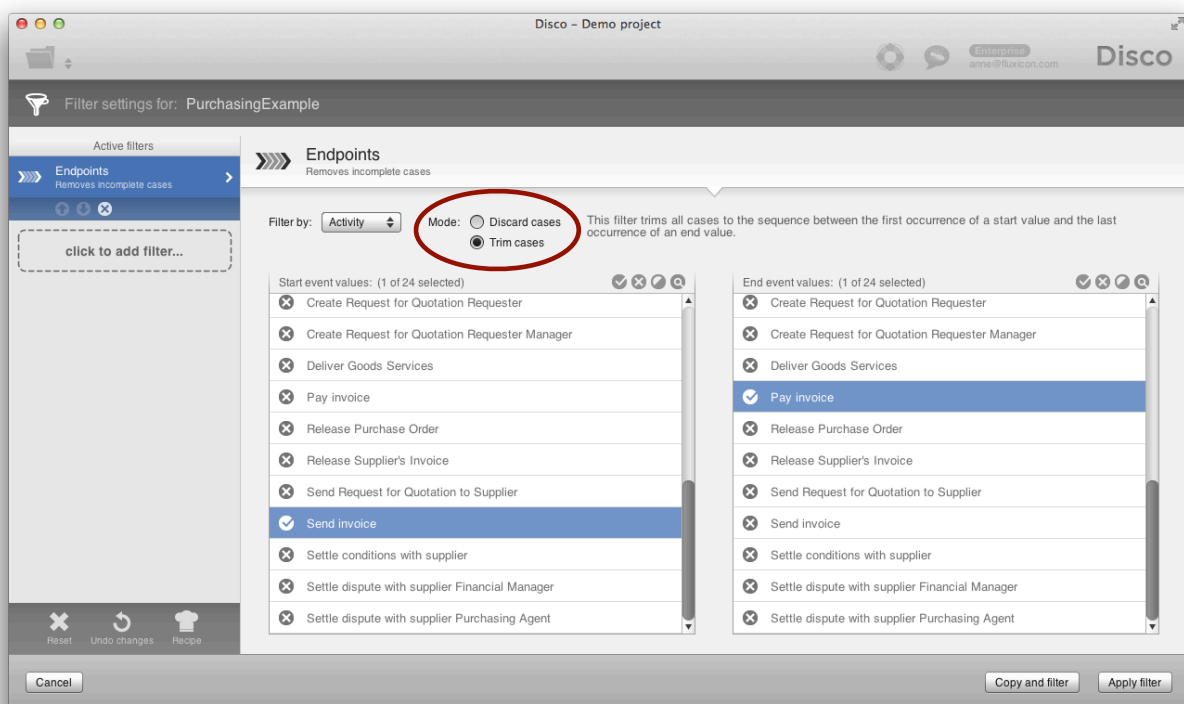 Disco – Demo project
Enterprise
anne@fluxicon.com
Disco
Filter settings for: PurchasingExample
Active filters
Endpoints
Removes incomplete cases
click to add filter...
Reset Undo changes Recipe
Endpoints
Removes incomplete cases
Filter by: Activity
Mode: Discard cases
Trim cases
This filter trims all cases to the sequence between the first occurrence of a start value and the last
occurrence of an end value.
Start event values: (1 of 24 selected)
Create Request for Quotation Requester
Create Request for Quotation Requester Manager
Deliver Goods Services
Pay invoice
Release Purchase Order
Release Supplier's Invoice
Send Request for Quotation to Supplier
Send invoice
Settle conditions with supplier
Settle dispute with supplier Financial Manager
Settle dispute with supplier Purchasing Agent
End event values: (1 of 24 selected)
Create Request for Quotation Requester
Create Request for Quotation Requester Manager
Deliver Goods Services
Pay invoice
Release Purchase Order
Release Supplier's Invoice
Send Request for Quotation to Supplier
Send invoice
Settle conditions with supplier
Settle dispute with supplier Financial Manager
Settle dispute with supplier Purchasing Agent
Cancel
Copy and filter
Apply filter